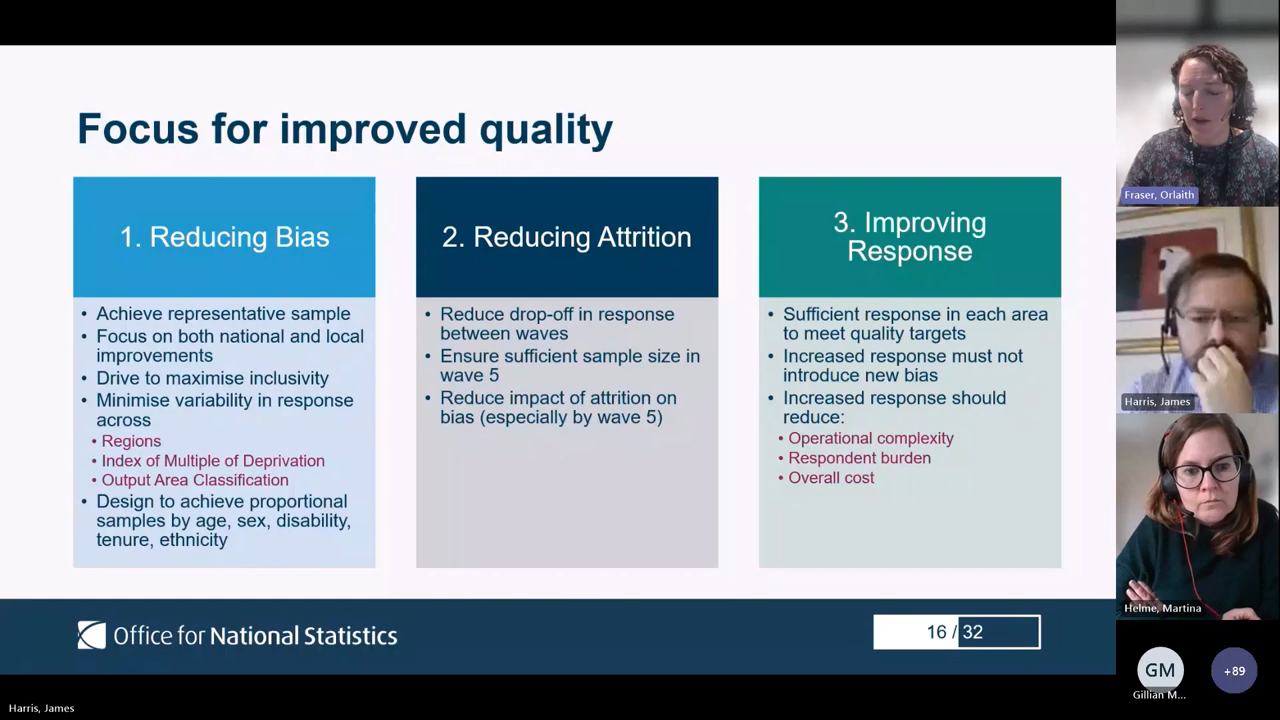 Focus for improved quality
1. Reducing Bias
• Achieve representative sample
• Focus on both national and local
improvements
• Drive to maximise inclusivity
• Minimise variability in response
across
• Regions
• Index of Multiple of Deprivation
• Output Area Classification
• Design to achieve proportional
samples by age, sex, disability,
tenure, ethnicity
2. Reducing Attrition
• Reduce drop-off in response
between waves
• Ensure sufficient sample size in
wave 5
• Reduce impact of attrition on
bias (especially by wave 5)
3. Improving
Response
• Sufficient response in each area
to meet quality targets
• Increased response must not
introduce new bias
• Increased response should
reduce:
• Operational complexity
• Respondent burden
• Overall cost
Office for National Statistics
16 / 32
Fraser, Orlaith
Harris, James
Helme, Martina
GM
Gillian M...
+89
Harris, James